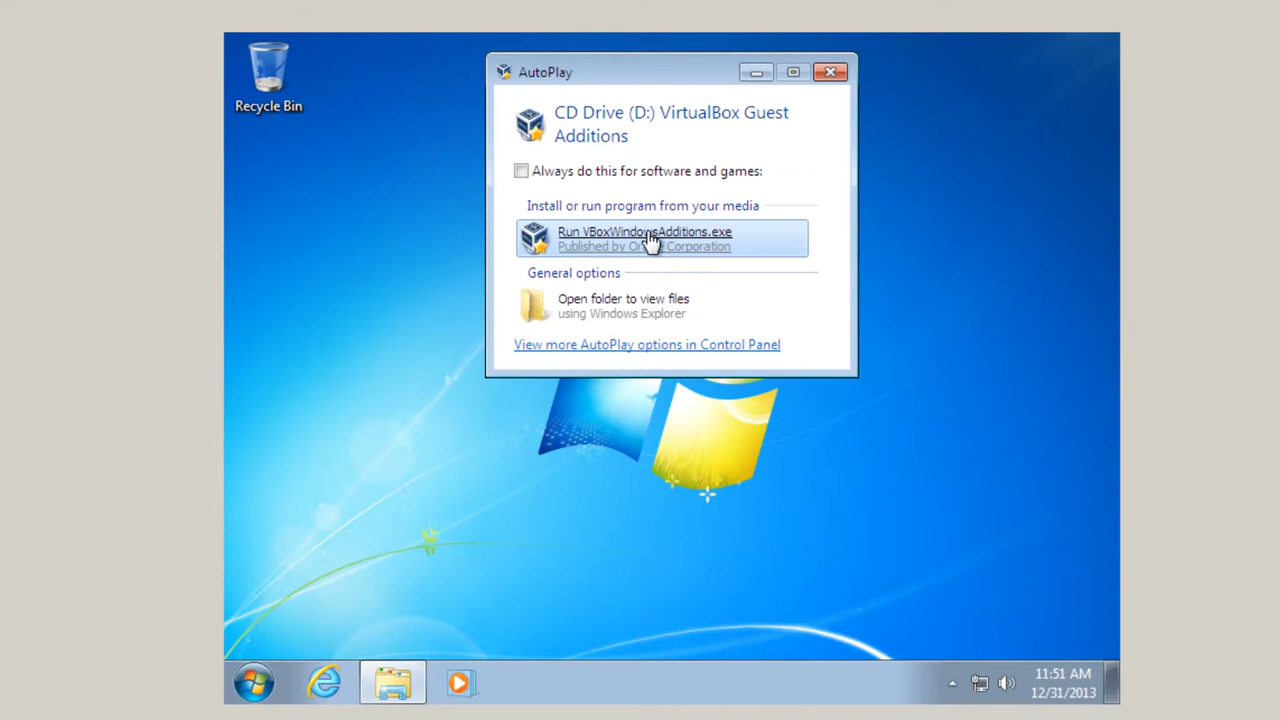 Recycle Bin
AutoPlay
CD Drive (D:) VirtualBox Guest
Additions
Always do this for software and games:
Install or run program from your media
Run VBoxWindowsAdditions.exe
Published by Corporation
General options
Open folder to view files
using Windows Explorer
View more AutoPlay options in Control Panel
11:51 AM
12/31/2013